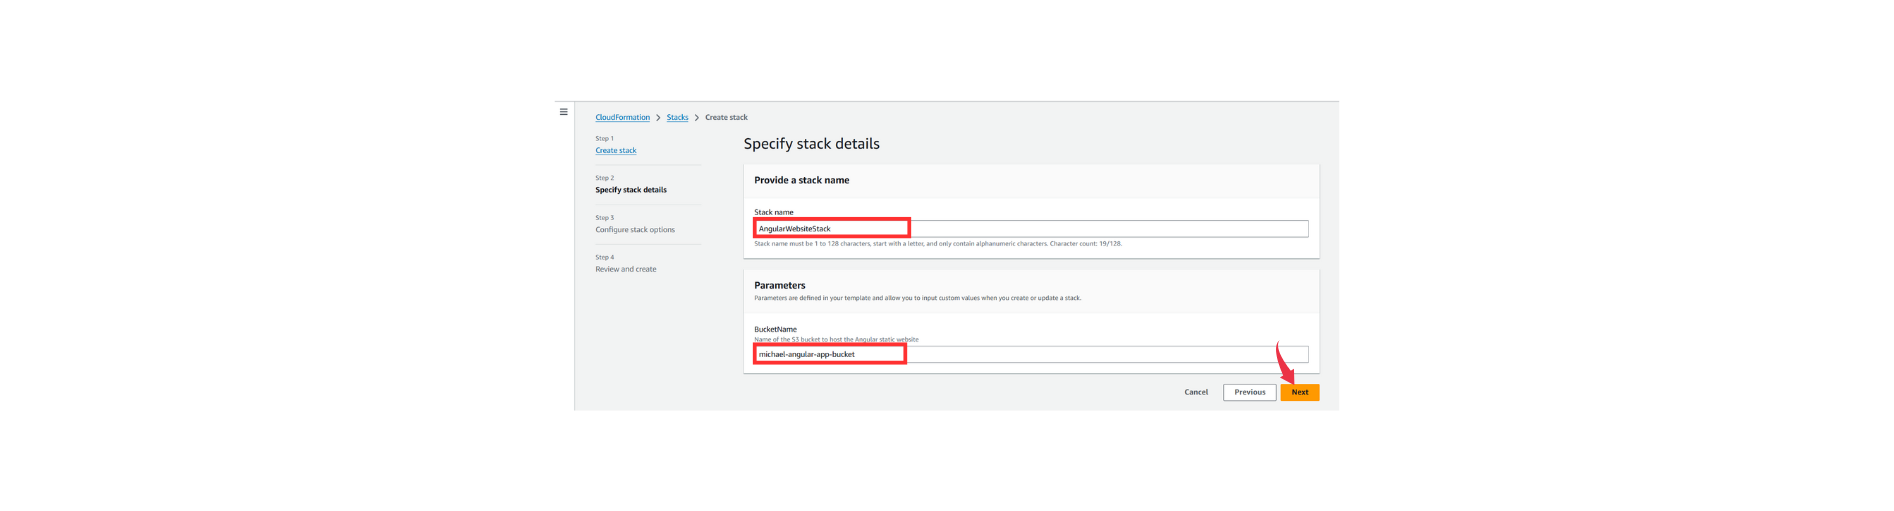 CloudFormation > Stacks > Create stack
Step 1
Create stack
Step 2
Specify stack details
Step 3
Configure stack options
Step 4
Review and create
Specify stack details
Provide a stack name
Stack name
AngularWebsiteStack
Stack name must be 1 to 128 characters, start with a letter, and only contain alphanumeric characters. Character count: 19/128.
Parameters
Parameters are defined in your template and allow you to input custom values when you create or update a stack.
BucketName
Name of the S3 bucket to host the Angular static website
michael-angular-app-bucket
Cancel
Previous
Next